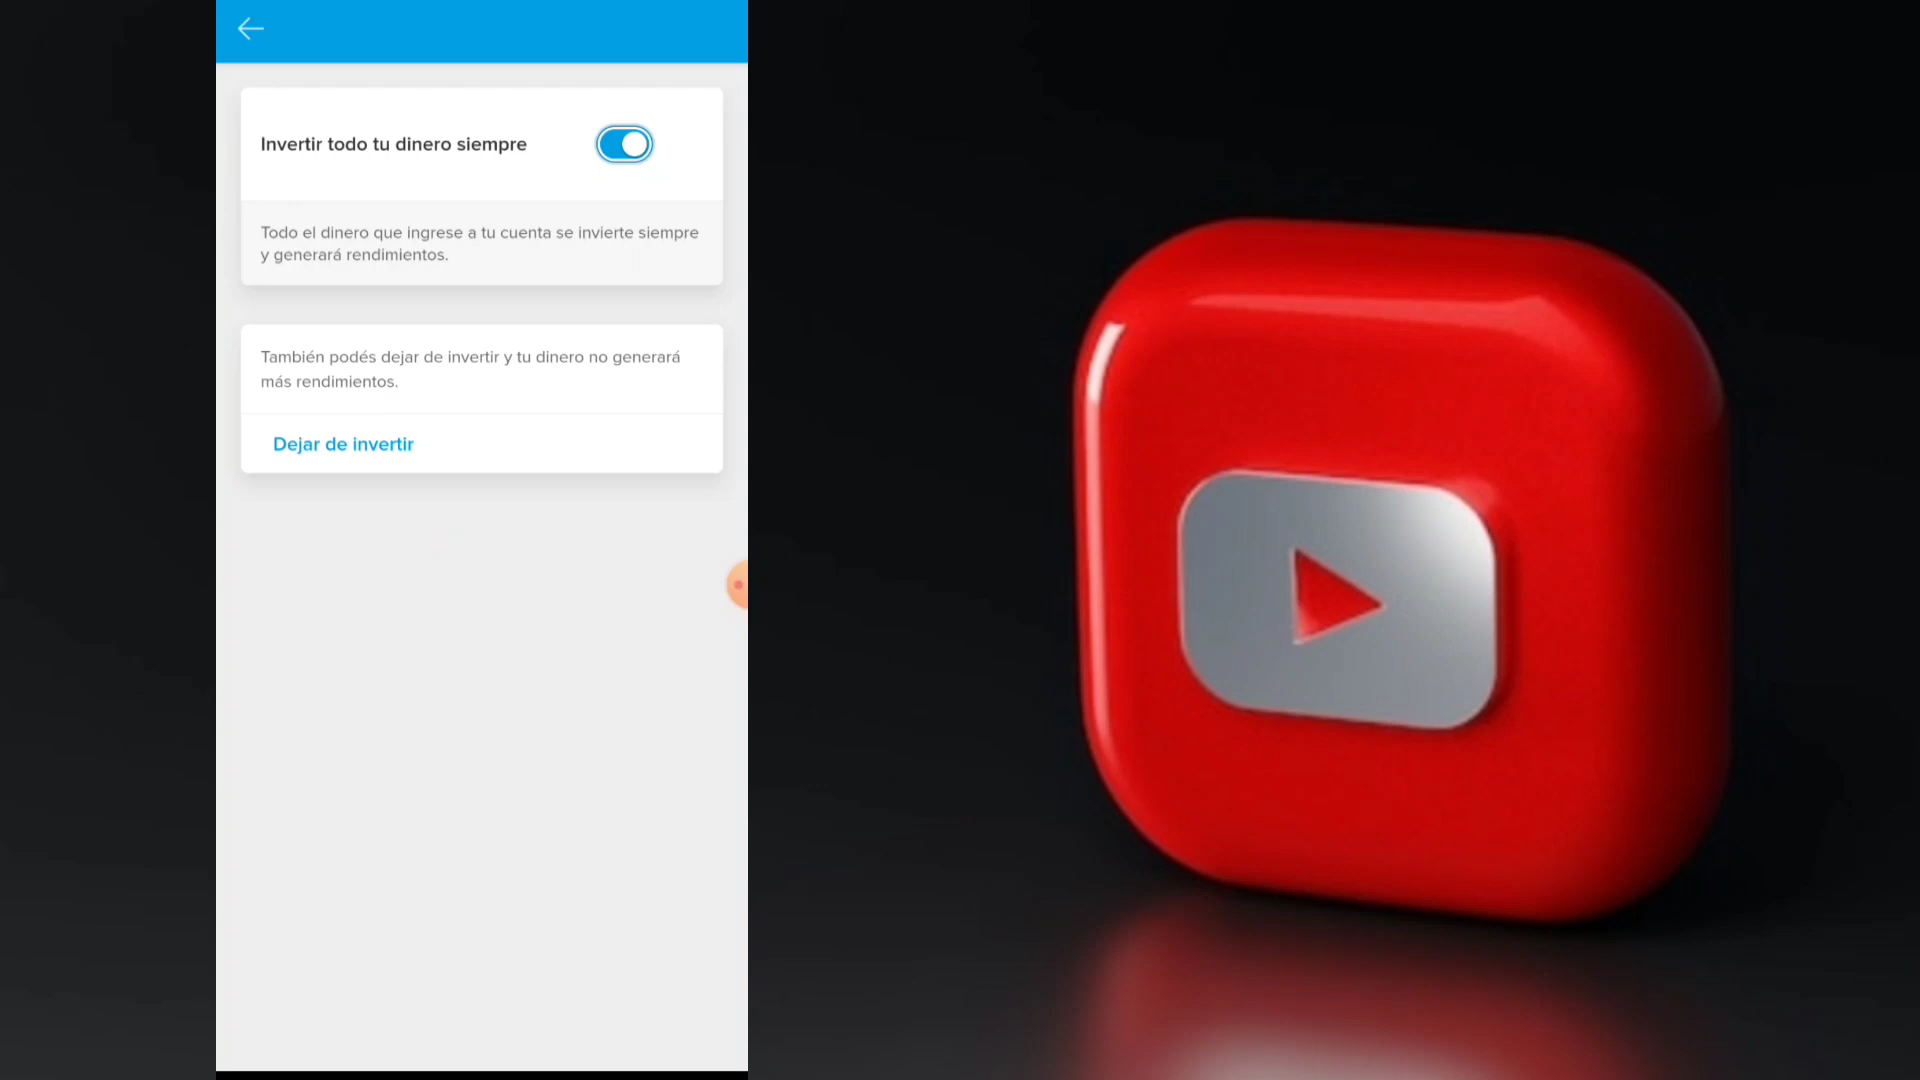 Invertir todo tu dinero siempre
Todo el dinero que ingrese a tu cuenta se invierte siempre
y generará rendimientos.
También podés dejar de invertir y tu dinero no generará
más rendimientos.
Dejar de invertir